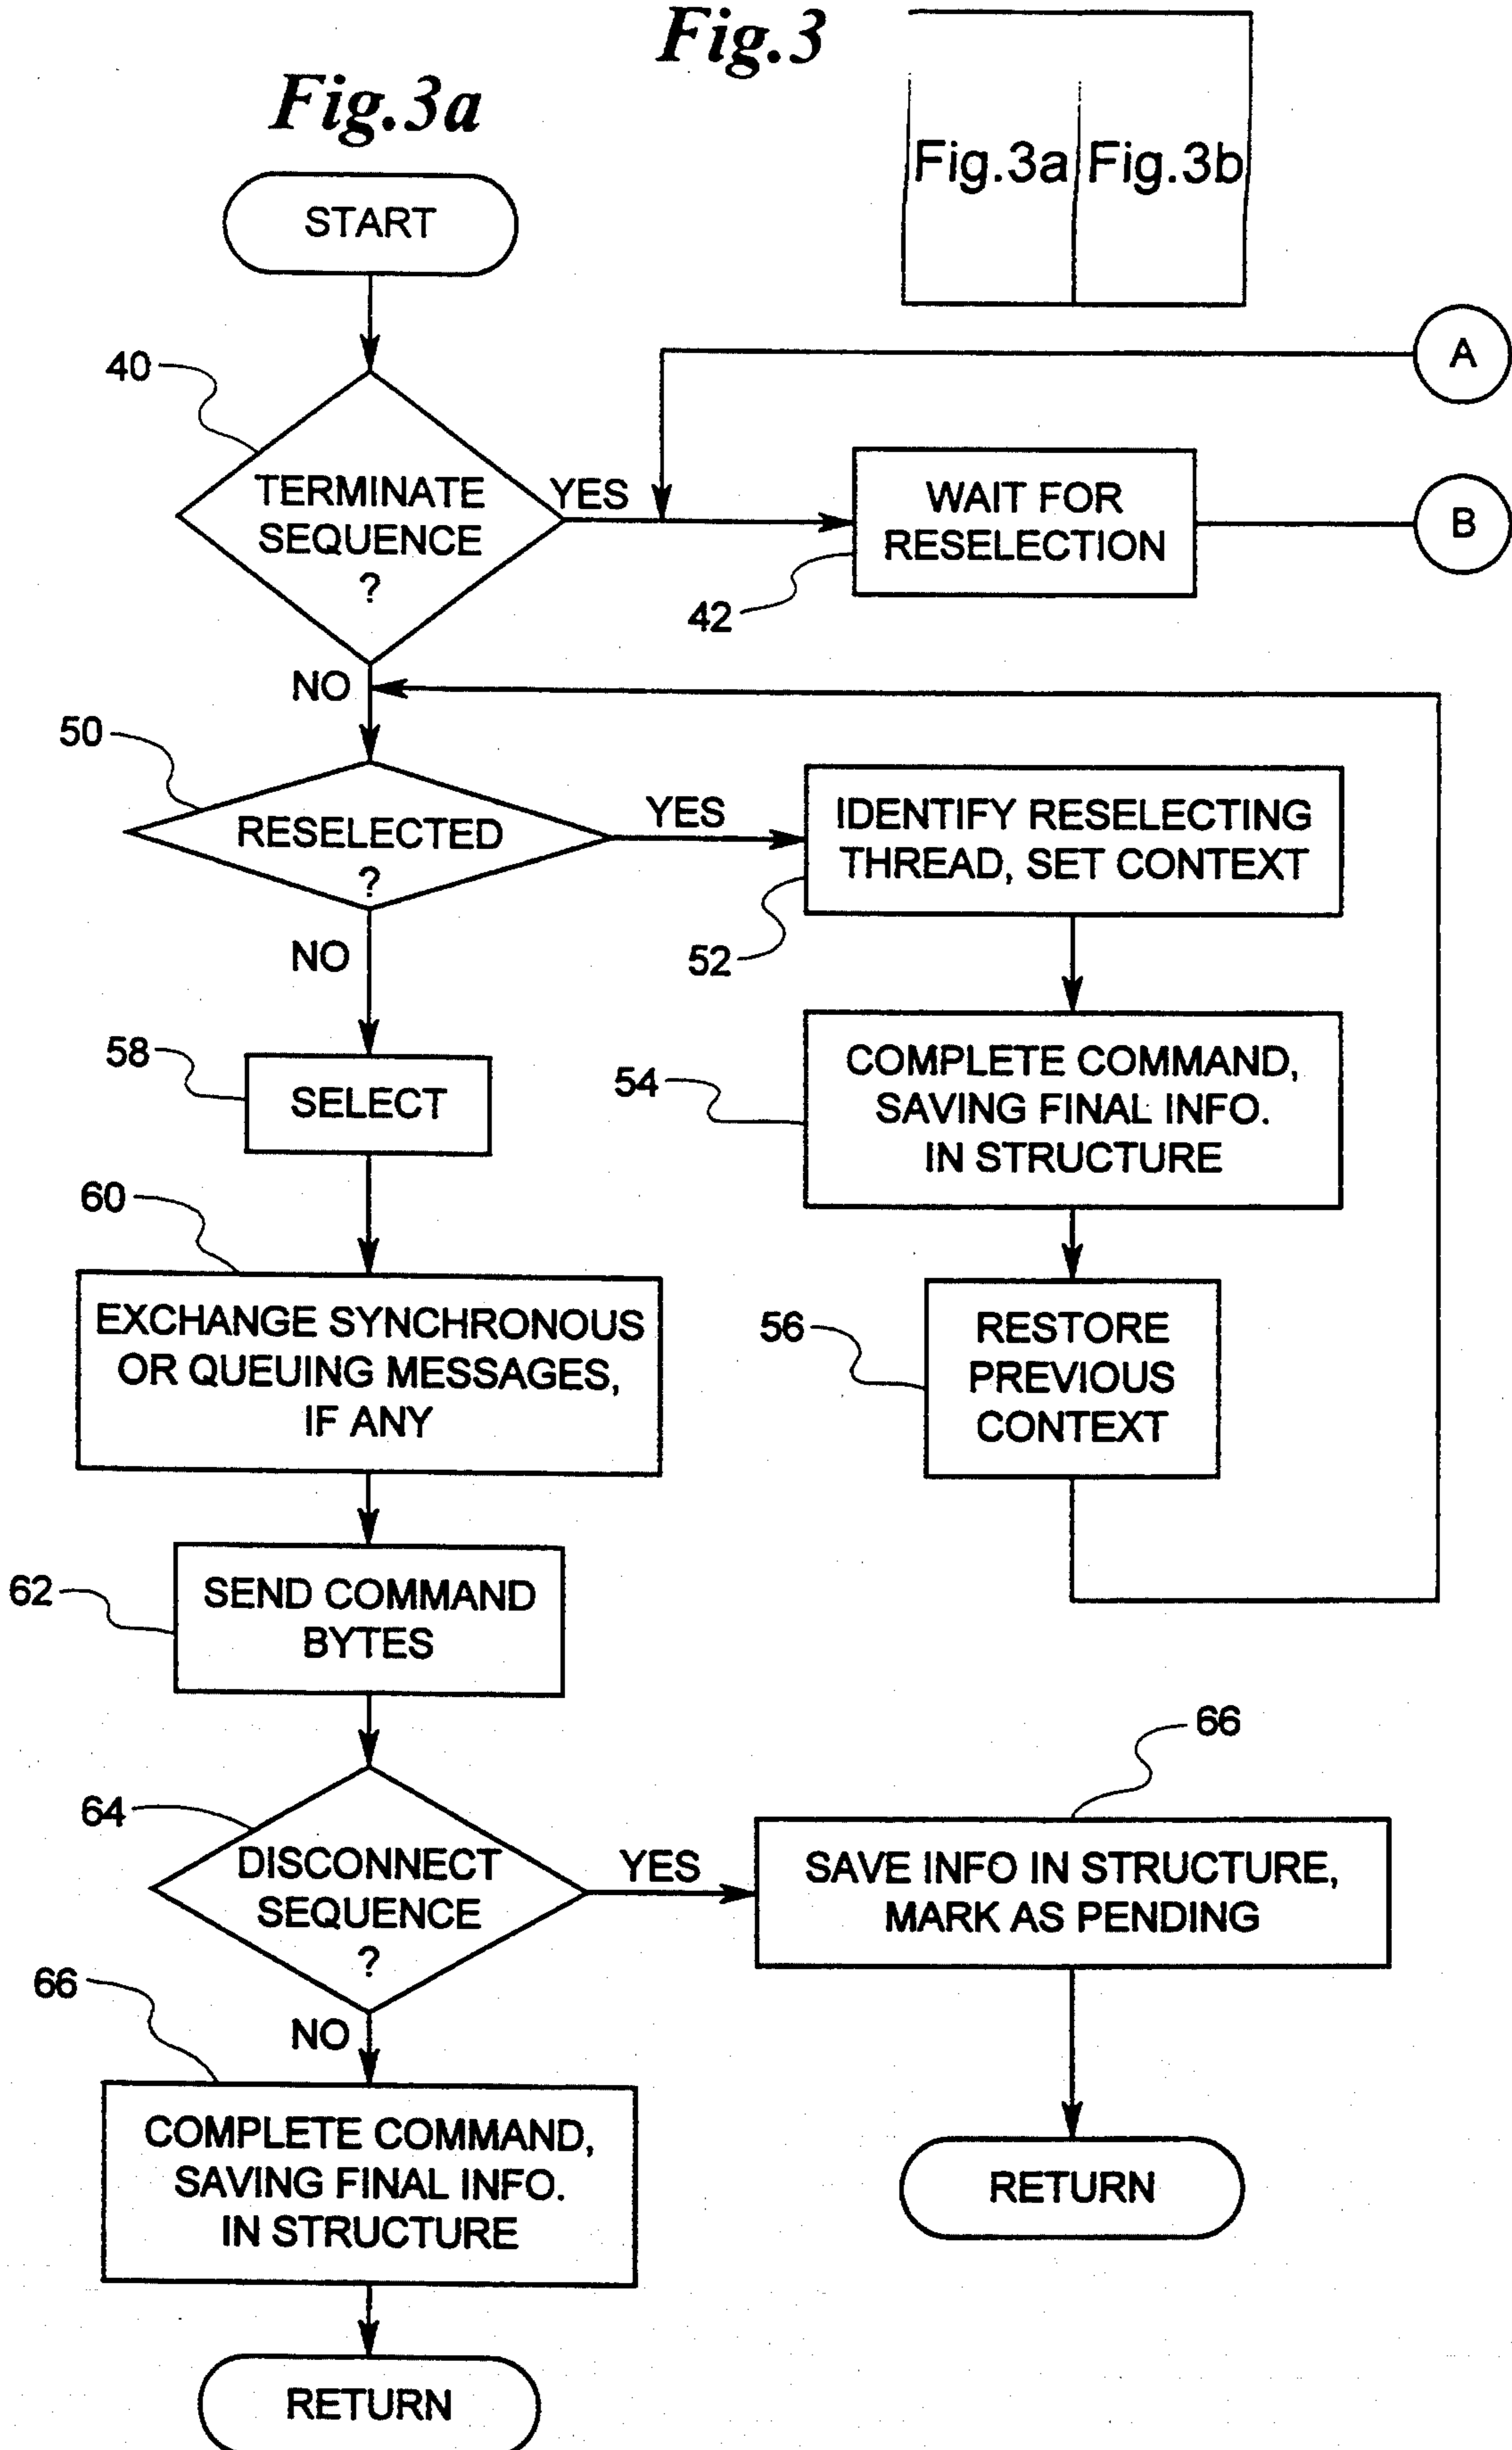 Fig.3
Fig.3a
Fig.3a
Fig.3b
START
A
40
TERMINATE
SEQUENCE
?
YES
WAIT FOR
RESELECTION
B
42
NO
50
RESELECTED
?
YES
IDENTIFY RESELECTING
THREAD, SET CONTEXT
52
NO
54
COMPLETE COMMAND,
SAVING FINAL INFO.
IN STRUCTURE
58
SELECT
56
RESTORE
PREVIOUS
CONTEXT
60
EXCHANGE SYNCHRONOUS
OR QUEUING MESSAGES,
IF ANY
62
SEND COMMAND
BYTES
64
DISCONNECT
SEQUENCE
?
YES
66
SAVE INFO IN STRUCTURE,
MARK AS PENDING
RETURN
NO
66
COMPLETE COMMAND,
SAVING FINAL INFO.
IN STRUCTURE
RETURN